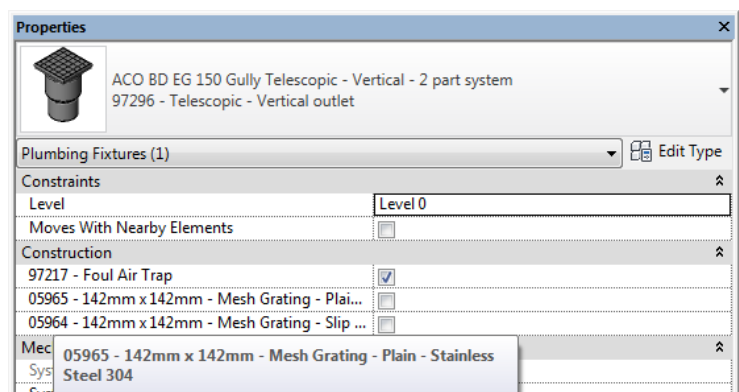 Properties
ACO BD EG 150 Gully Telescopic - Vertical - 2 part system
97296 - Telescopic - Vertical outlet
Plumbing Fixtures (1)
Edit Type
Constraints
Level Level 0
Moves With Nearby Elements
Construction
97217 - Foul Air Trap
05965 - 142mm x 142mm - Mesh Grating - Plai...
05964 - 142mm x 142mm - Mesh Grating - Slip ...
Mec
05965 - 142mm x 142mm - Mesh Grating - Plain - Stainless
Steel 304
Sys